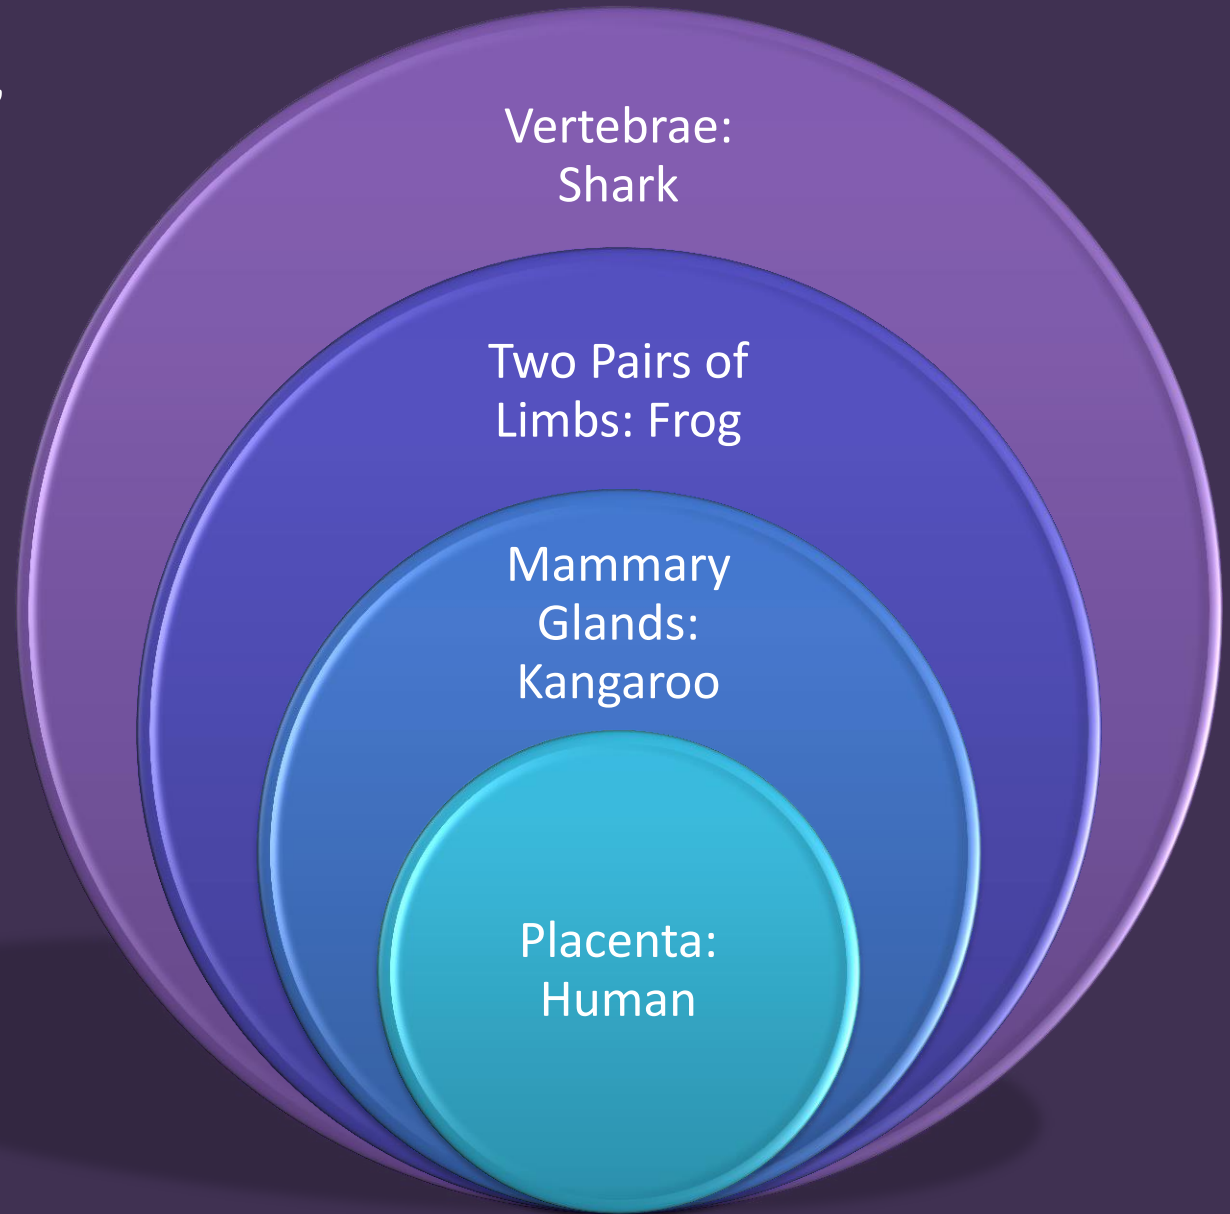 ,
Vertebrae:
Shark
Two Pairs of
Limbs: Frog
Mammary
Glands:
Kangaroo
Placenta:
Human